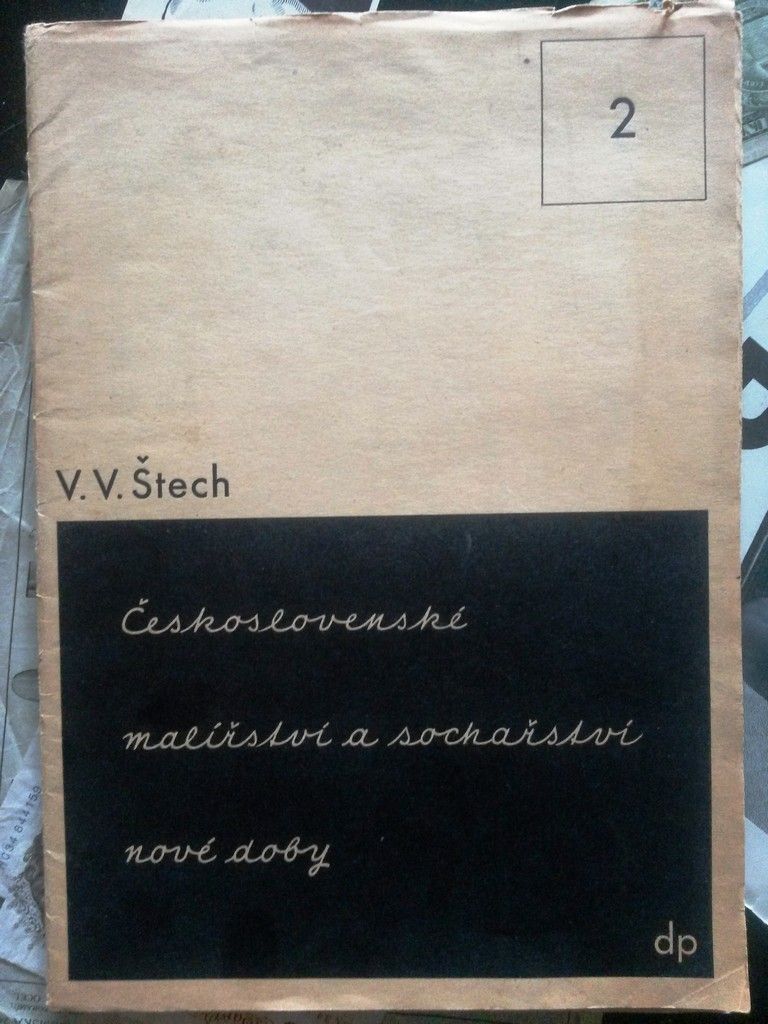 2
V. V. Štech
Československé
malířství a sochařství
nové doby
dp